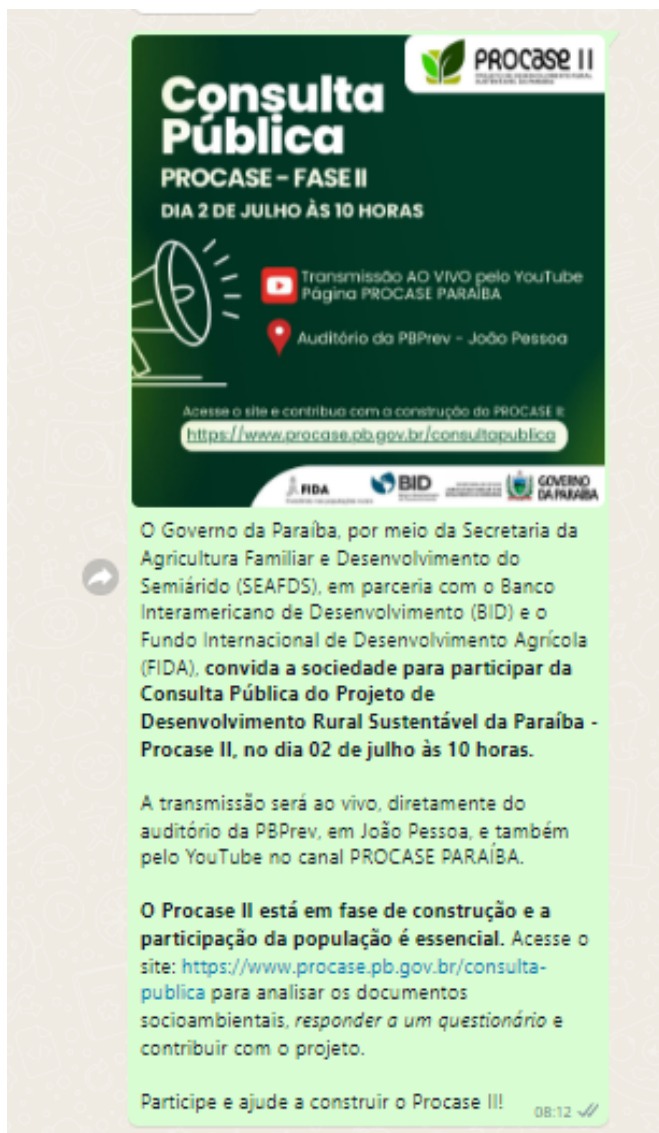 PROCASE II
PROJETO DE DESENVOLVIMENTO RURAL
SUSTENTÁVEL DA PARAÍBA
Consulta
Pública
PROCASE - FASE II
DIA 2 DE JULHO ÀS 10 HORAS
Transmissão AO VIVO pelo YouTube
Página PROCASE PARAÍBA
Auditório da PBPrev - João Pessoa
Acesse o site e contribua com a construção do PROCASE II:
https://www.procase.pb.gov.br/consultapublica
FIDA
BID
GOVERNO
DA PARAÍBA
O Governo da Paraíba, por meio da Secretaria da
Agricultura Familiar e Desenvolvimento do
Semiárido (SEAFDS), em parceria com o Banco
Interamericano de Desenvolvimento (BID) e o
Fundo Internacional de Desenvolvimento Agrícola
(FIDA), convida a sociedade para participar da
Consulta Pública do Projeto de
Desenvolvimento Rural Sustentável da Paraíba -
Procase II, no dia 02 de julho às 10 horas.
A transmissão será ao vivo, diretamente do
auditório da PBPrev, em João Pessoa, e também
pelo YouTube no canal PROCASE PARAÍBA.
O Procase II está em fase de construção e a
participação da população é essencial. Acesse o
site: https://www.procase.pb.gov.br/consulta-
publica para analisar os documentos
socioambientais, responder a um questionário e
contribuir com o projeto.
Participe e ajude a construir o Procase II!
08:12